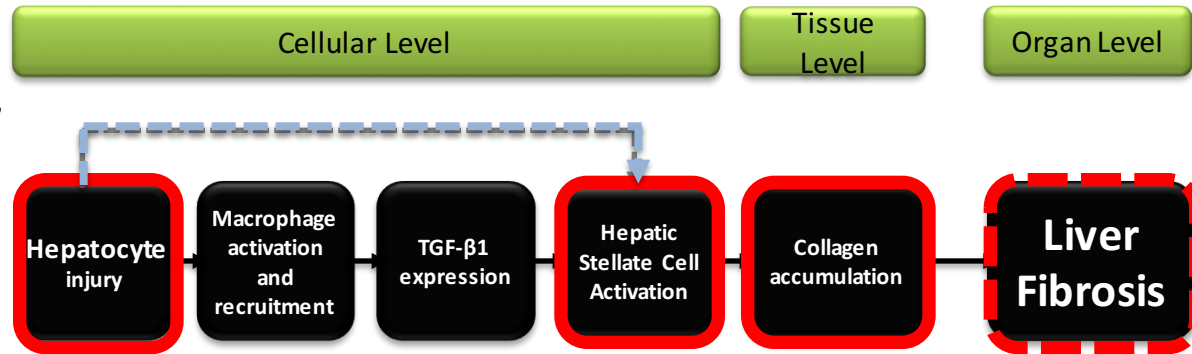 Cellular Level
Tissue
Level
Organ Level
Hepatocyte
injury
Macrophage
activation
and
recruitment
TGF-β1
expression
Hepatic
Stellate Cell
Activation
Collagen
accumulation
Liver
Fibrosis